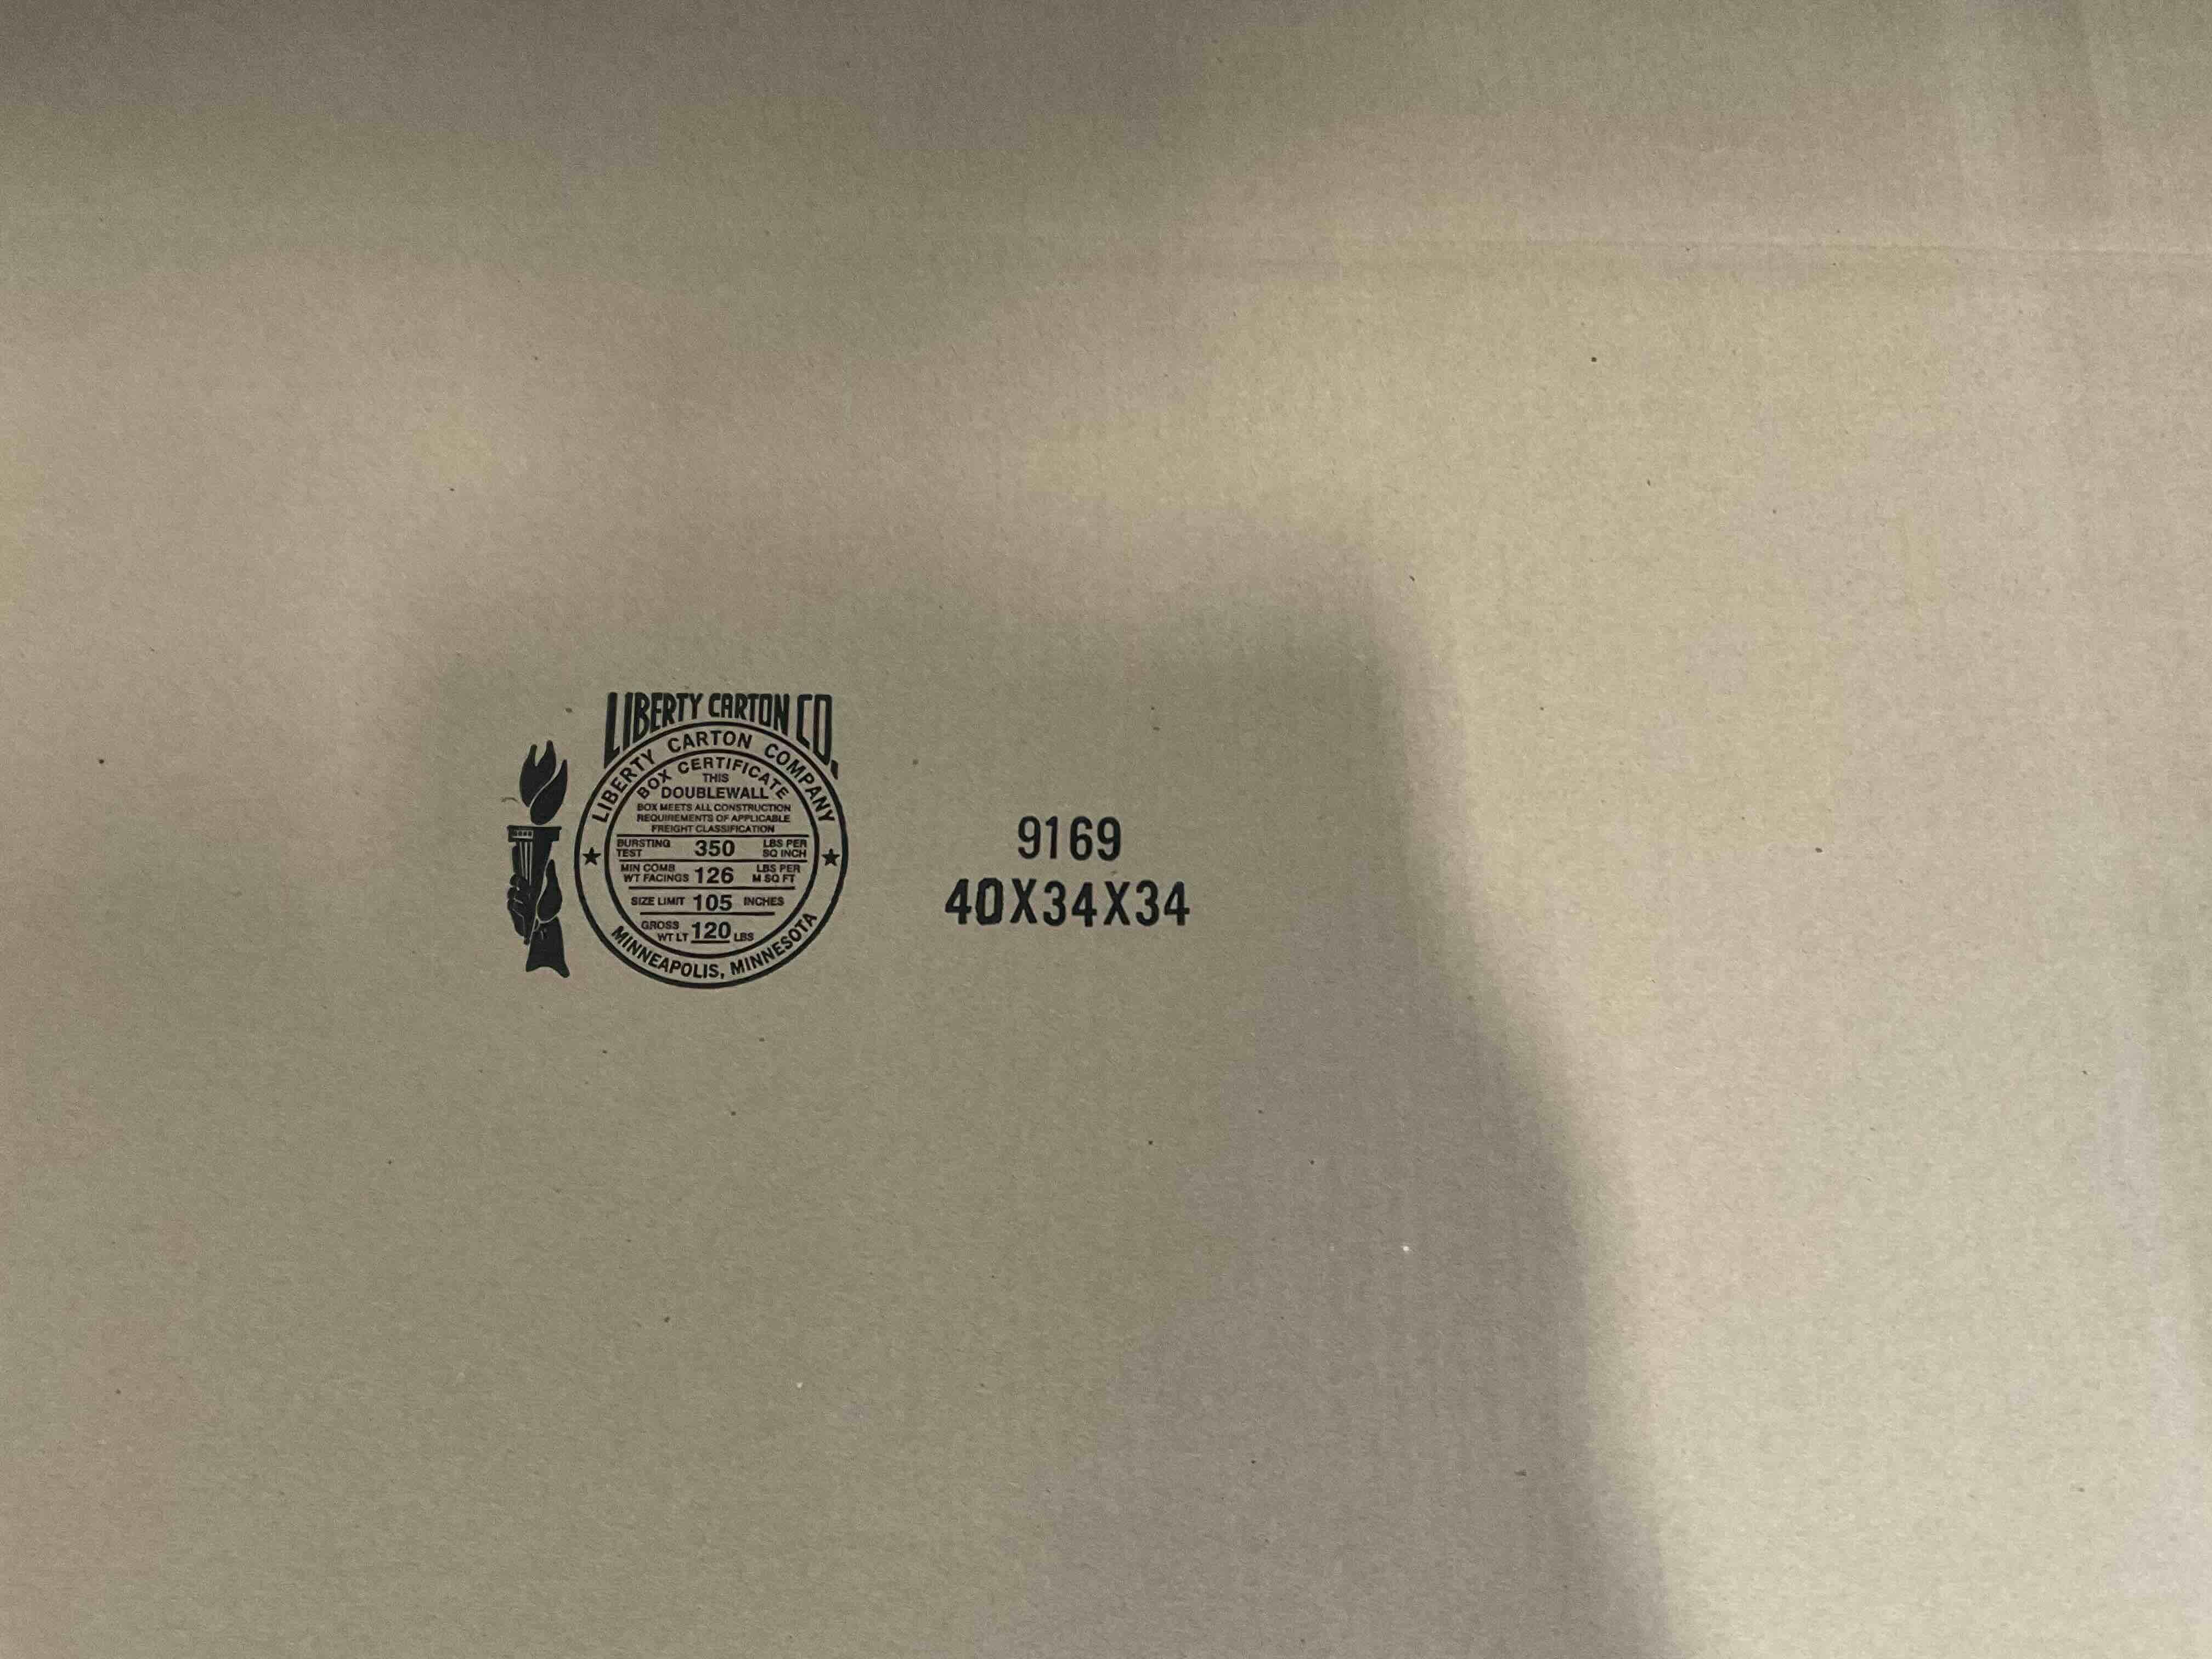 LIBERTY CARTON CO.
LIBERTY CARTON COMPANY
BOX CERTIFICATE
THIS
DOUBLEWALL
BOX MEETS ALL CONSTRUCTION
REQUIREMENTS OF APPLICABLE
FREIGHT CLASSIFICATION
BURSTING TEST 350 LBS PER SQ INCH
MIN COMB WT FACINGS 126 LBS PER M SQ FT
SIZE LIMIT 105 INCHES
GROSS WT LT 120 LBS
MINNEAPOLIS, MINNESOTA
9169
40X34X34